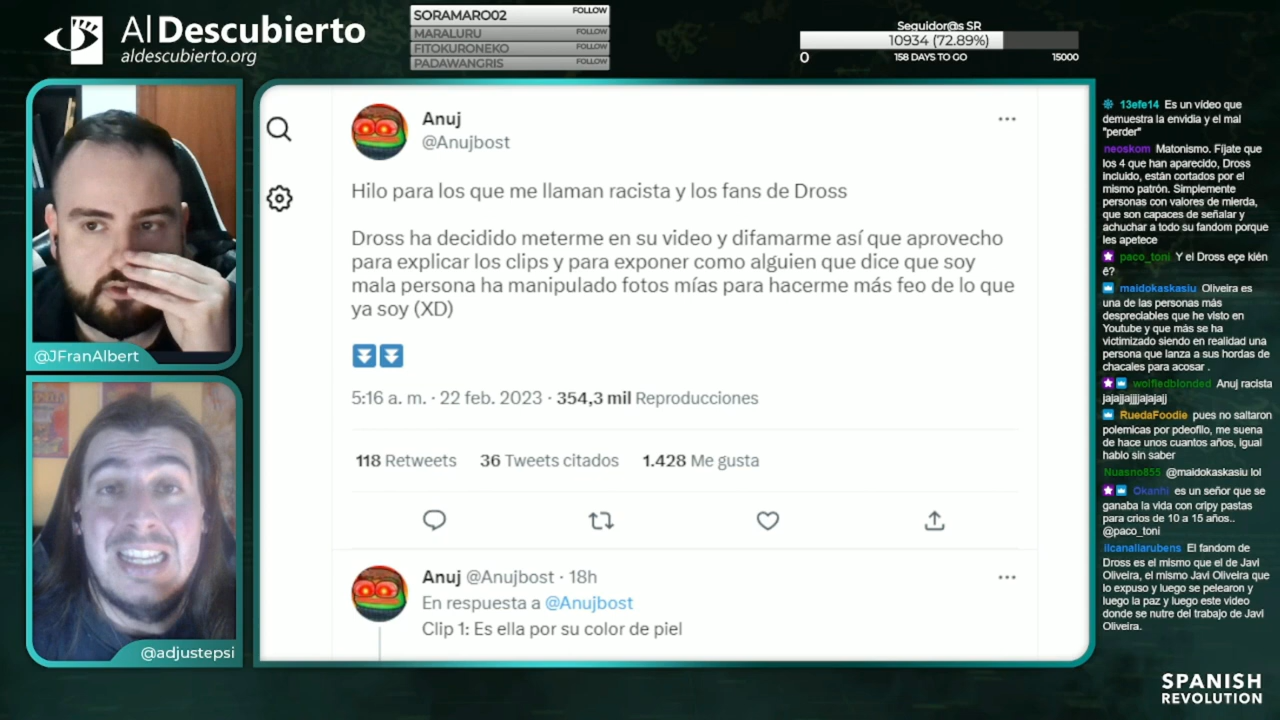 Al Descubierto
aldescubierto.org
SORAMARO02 FOLLOW
MARALURU FOLLOW
FITOKURONEKO FOLLOW
PADAWANGRIS FOLLOW
Seguidor@s SR
10934 (72.89%)
0 158 DAYS TO GO 15000
@JFranAlbert
@adjustepsi
Anuj
@Anujbost
Hilo para los que me llaman racista y los fans de Dross
Dross ha decidido meterme en su video y difamarme así que aprovecho
para explicar los clips y para exponer como alguien que dice que soy
mala persona ha manipulado fotos mías para hacerme más feo de lo que
ya soy (XD)
5:16 a. m. · 22 feb. 2023 · 354,3 mil Reproducciones
118 Retweets 36 Tweets citados 1.428 Me gusta
Anuj @Anujbost · 18h
En respuesta a @Anujbost
Clip 1: Es ella por su color de piel
13efe14 Es un vídeo que
demuestra la envidia y el mal
"perder"
neoskom Matonismo. Fíjate que
los 4 que han aparecido, Dross
incluido, están cortados por el
mismo patrón. Simplemente
personas con valores de mierda,
que son capaces de señalar y
achuchar a todo su fandom porque
les apetece
paco_toni Y el Dross eçe kién
ê?
maidokaskasiu Oliveira es
una de las personas más
despreciables que he visto en
Youtube y que más se ha
victimizado siendo en realidad una
persona que lanza a sus hordas de
chacales para acosar .
wolfiedblonded Anuj racista
jajajjajajjjajajajj
RuedaFoodie pues no saltaron
polemicas por pdeofilo, me suena
de hace unos cuantos años, igual
hablo sin saber
Nuasno855 @maidokaskasiu lol
Okanhi es un señor que se
ganaba la vida con cripy pastas
para crios de 10 a 15 años..
@paco_toni
ilcanallarubens El fandom de
Dross es el mismo que el de Javi
Oliveira, el mismo Javi Oliveira que
lo expuso y luego se pelearon y
luego la paz y luego este vídeo
donde se nutre del trabajo de Javi
Oliveira.
SPANISH
REVOLUTION